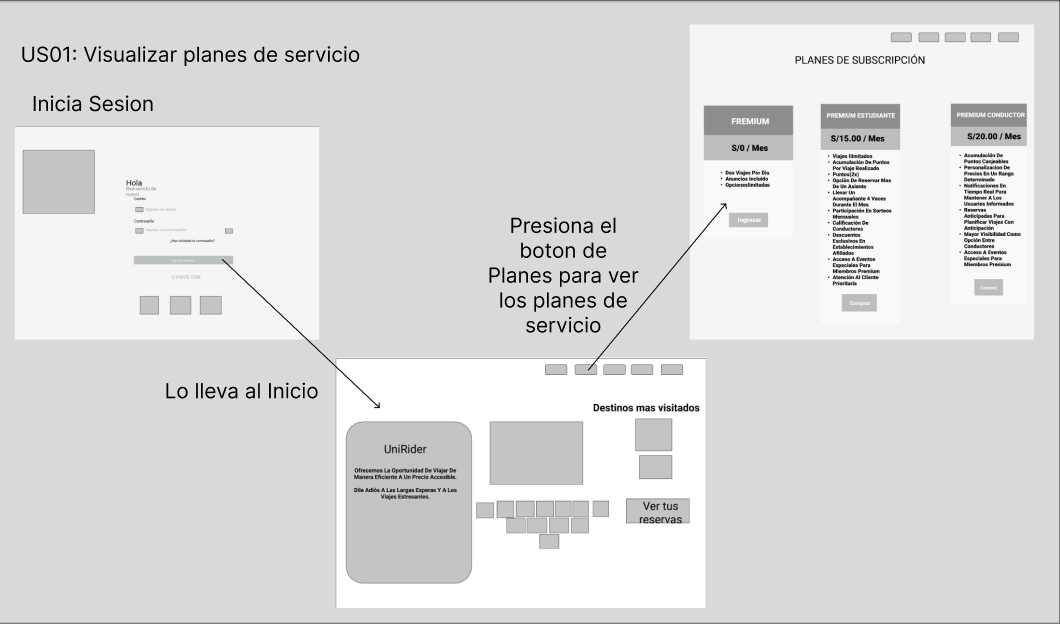 US01: Visualizar planes de servicio
Inicia Sesion
Hola
Bienvenido de
nuevo
Correo
Ingrese su correo
Contraseña
Ingrese su contraseña
¿Has olvidado tu contraseña?
Iniciar Sesion
O INICIE CON
Lo lleva al Inicio
UniRider
Ofrecemos La Oportunidad De Viajar De
Manera Eficiente A Un Precio Accesible.
Dile Adiós A Las Largas Esperas Y A Los
Viajes Estresantes.
Destinos mas visitados
Ver tus
reservas
Presiona el
boton de
Planes para ver
los planes de
servicio
PLANES DE SUBSCRIPCIÓN
FREMIUM
S/0 / Mes
• Dos Viajes Por Dia
• Anuncios Incluido
• Opcioneslimitadas
Ingresar
PREMIUM ESTUDIANTE
S/15.00 / Mes
• Viajes Ilimitados
• Acumulación De Puntos
Por Viaje Realizado
• Puntos(2x)
• Opción De Reservar Mas
De Un Asiento
• Llevar Un
Acompañante 4 Veces
Durante El Mes
• Participación En Sorteos
Mensuales
• Calificación De
Conductores
• Descuentos
Exclusivos En
Establecimientos
Afiliados
• Acceso A Eventos
Especiales Para
Miembros Premium
• Atención Al Cliente
Prioritaria
Comprar
PREMIUM CONDUCTOR
S/20.00 / Mes
• Acumulación De
Puntos Canjeables
• Personalizacion De
Precios En Un Rango
Determinado
• Notificaciones En
Tiempo Real Para
Mantener A Los
Usuarios Informados
• Reservas
Anticipadas Para
Planificar Viajes Con
Anticipación
• Mayor Visibilidad Como
Opción Entre
Conductores
• Acceso A Eventos
Especiales Para
Miembros Premium
Comprar